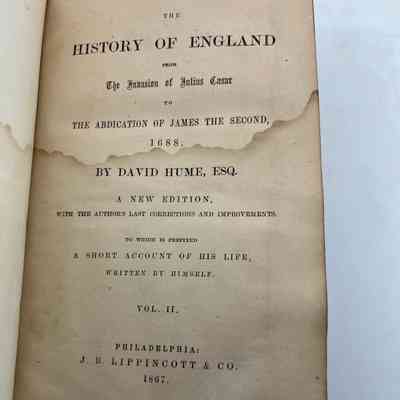 THE
HISTORY OF ENGLAND
FROM
The Invasion of Julius Cæsar
TO
THE ABDICATION OF JAMES THE SECOND,
1688.
BY DAVID HUME, ESQ.
A NEW EDITION,
WITH THE AUTHOR'S LAST CORRECTIONS AND IMPROVEMENTS.
TO WHICH IS PREFIXED
A SHORT ACCOUNT OF HIS LIFE,
WRITTEN BY HIMSELF.
VOL. II.
PHILADELPHIA:
J. B. LIPPINCOTT & CO.
1867.